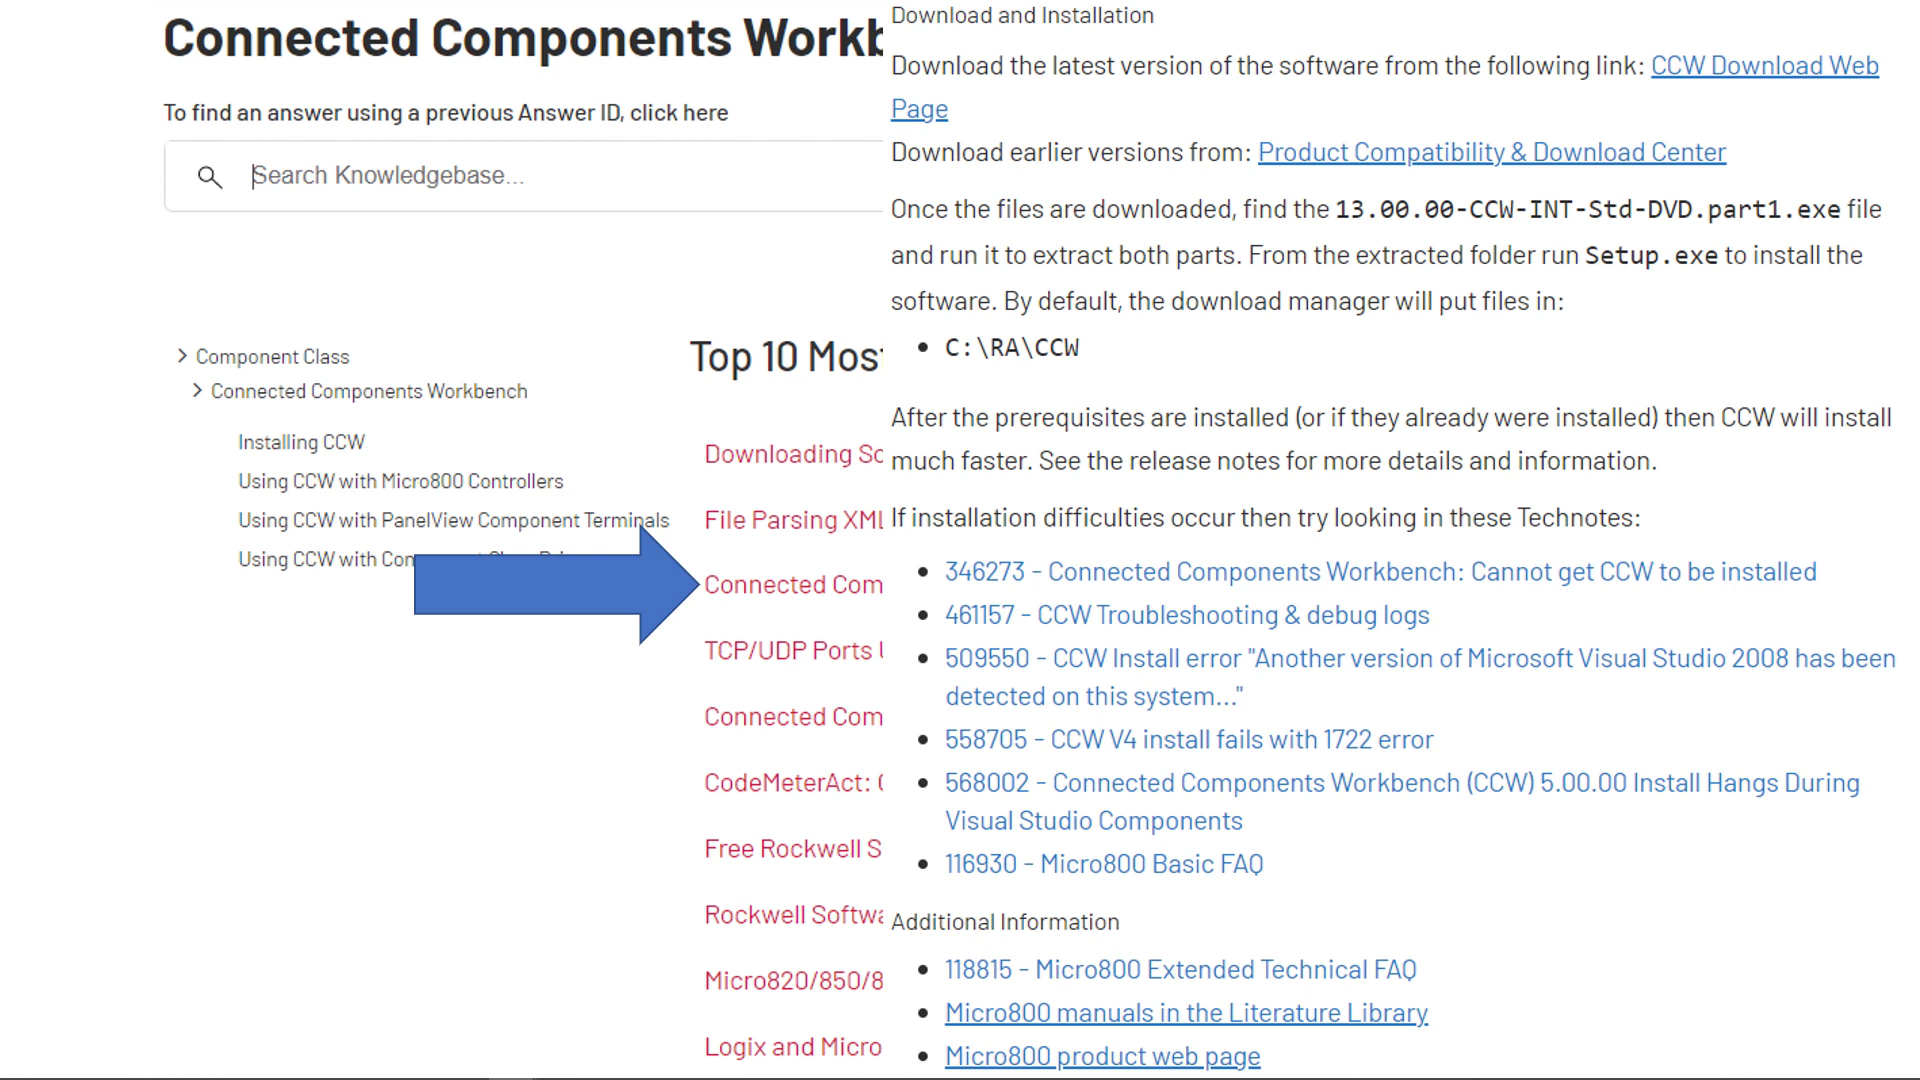 Connected Components Workb
To find an answer using a previous Answer ID, click here
Search Knowledgebase...
Component Class
Connected Components Workbench
Installing CCW
Using CCW with Micro800 Controllers
Using CCW with PanelView Component Terminals
Using CCW with Con
Top 10 Mos
Downloading So
File Parsing XML
Connected Com
TCP/UDP Ports
Connected Com
CodeMeterAct:
Free Rockwell S
Rockwell Softwa
Micro820/850/8
Logix and Micro
Download and Installation
Download the latest version of the software from the following link: CCW Download Web
Page
Download earlier versions from: Product Compatibility & Download Center
Once the files are downloaded, find the 13.00.00-CCW-INT-Std-DVD.part1.exe file
and run it to extract both parts. From the extracted folder run Setup.exe to install the
software. By default, the download manager will put files in:
• C:\RA\CCW
After the prerequisites are installed (or if they already were installed) then CCW will install
much faster. See the release notes for more details and information.
If installation difficulties occur then try looking in these Technotes:
• 346273 - Connected Components Workbench: Cannot get CCW to be installed
• 461157 - CCW Troubleshooting & debug logs
• 509550 - CCW Install error "Another version of Microsoft Visual Studio 2008 has been
detected on this system..."
• 558705 - CCW V4 install fails with 1722 error
• 568002 - Connected Components Workbench (CCW) 5.00.00 Install Hangs During
Visual Studio Components
• 116930 - Micro800 Basic FAQ
Additional Information
• 118815 - Micro800 Extended Technical FAQ
• Micro800 manuals in the Literature Library
• Micro800 product web page